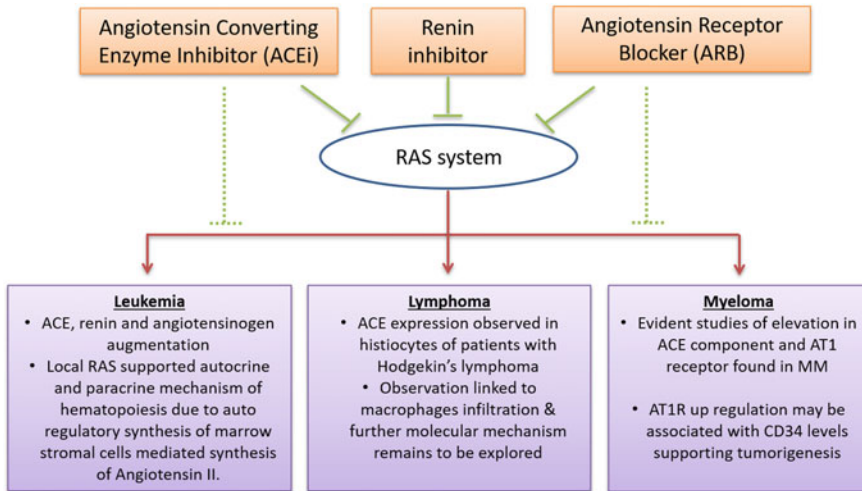 Angiotensin Converting
Enzyme Inhibitor (ACEi)
Renin
inhibitor
Angiotensin Receptor
Blocker (ARB)
RAS system
Leukemia
• ACE, renin and angiotensinogen
augmentation
• Local RAS supported autocrine
and paracrine mechanism of
hematopoiesis due to auto
regulatory synthesis of marrow
stromal cells mediated synthesis
of Angiotensin II.
Lymphoma
• ACE expression observed in
histiocytes of patients with
Hodgekin's lymphoma
• Observation linked to
macrophages infiltration &
further molecular mechanism
remains to be explored
Myeloma
• Evident studies of elevation in
ACE component and AT1
receptor found in MM
• AT1R up regulation may be
associated with CD34 levels
supporting tumorigenesis